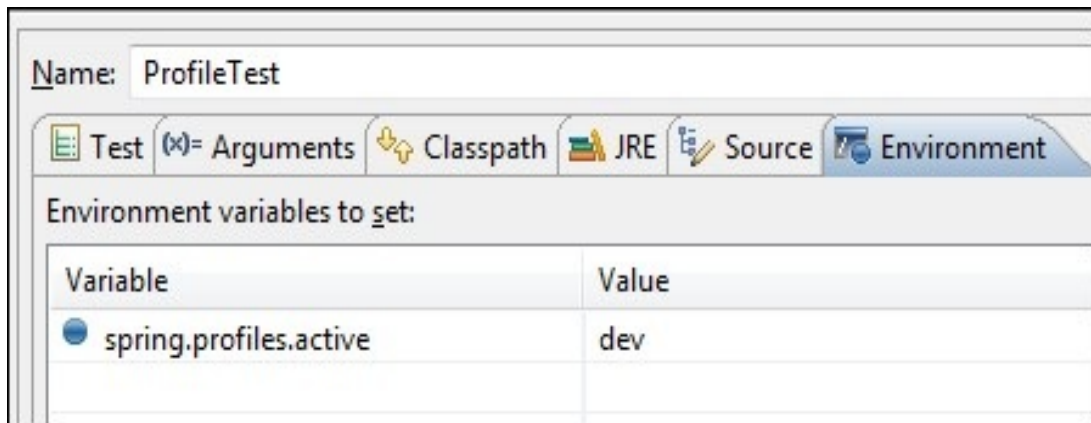 Name: ProfileTest
Test (x)= Arguments Classpath JRE Source Environment
Environment variables to set:
Variable Value
spring.profiles.active dev